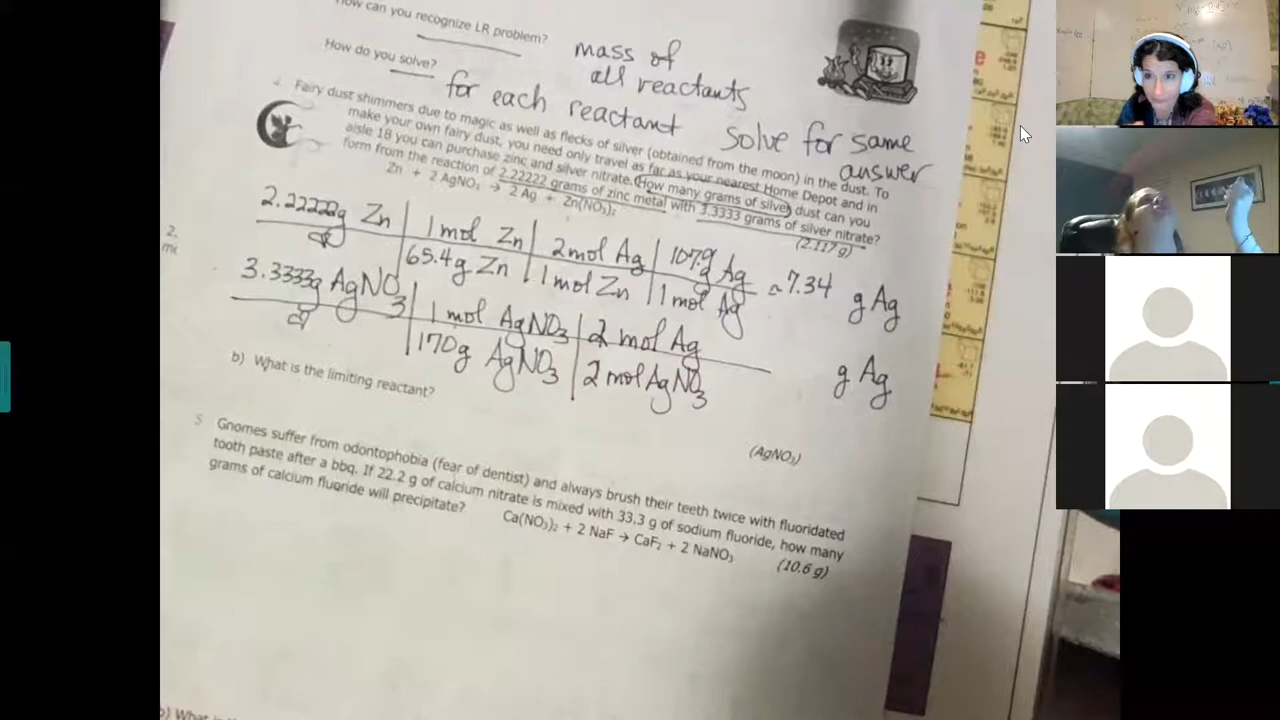 How can you recognize LR problem?
mass of
all reactants
How do you solve?
for each reactant solve for same
answer
Fairy dust shimmers due to magic as well as flecks of silver (obtained from the moon) in the dust. To
make your own fairy dust, you need only travel as far as your nearest Home Depot and in
aisle 18 you can purchase zinc and silver nitrate. How many grams of silver dust can you
form from the reaction of 2.22222 grams of zinc metal with 3.3333 grams of silver nitrate?
Zn + 2 AgNO₃ → 2 Ag + Zn(NO₃)₂
(2.117 g)
2.22222g Zn | 1 mol Zn | 2 mol Ag | 107.9 g Ag = 7.34 g Ag
65.4g Zn | 1 mol Zn | 1 mol Ag
3.3333g AgNO3 | 1 mol AgNO3 | 2 mol Ag
170g AgNO3 | 2 mol AgNO3
g Ag
b) What is the limiting reactant?
(AgNO₃)
5 Gnomes suffer from odontophobia (fear of dentist) and always brush their teeth twice with fluoridated
tooth paste after a bbq. If 22.2 g of calcium nitrate is mixed with 33.3 g of sodium fluoride, how many
grams of calcium fluoride will precipitate?
Ca(NO₃)₂ + 2 NaF → CaF₂ + 2 NaNO₃
(10.6 g)
b) What is